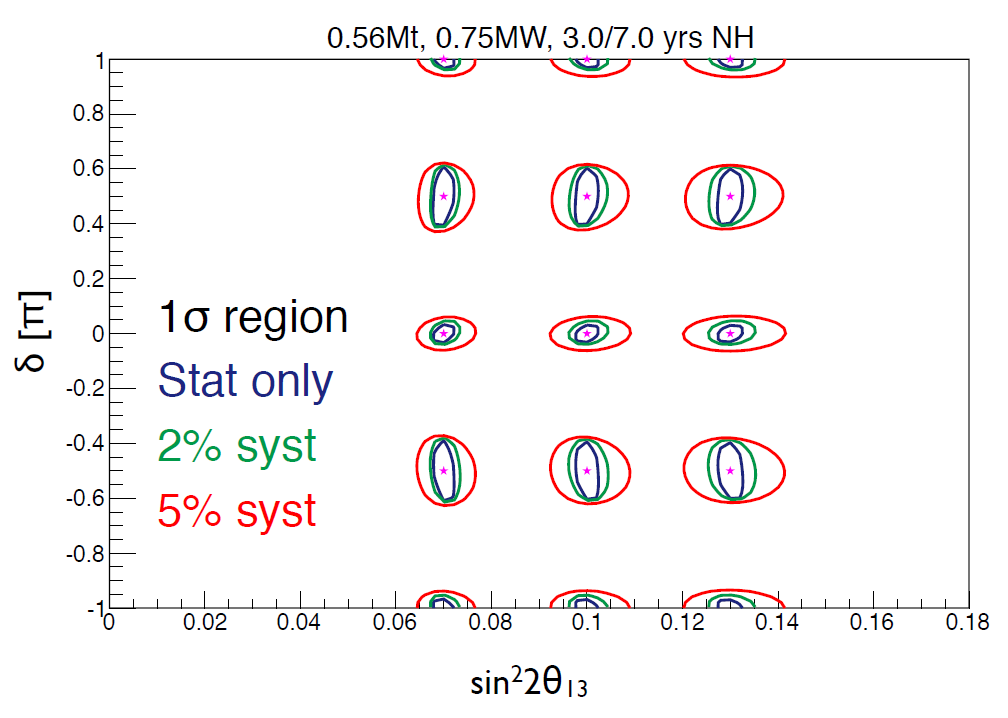 0.56Mt, 0.75MW, 3.0/7.0 yrs NH
1
0.8
0.6
0.4
0.2
0
-0.2
-0.4
-0.6
-0.8
-1
δ [π]
1σ region
Stat only
2% syst
5% syst
0 0.02 0.04 0.06 0.08 0.1 0.12 0.14 0.16 0.18
sin²2θ₁₃